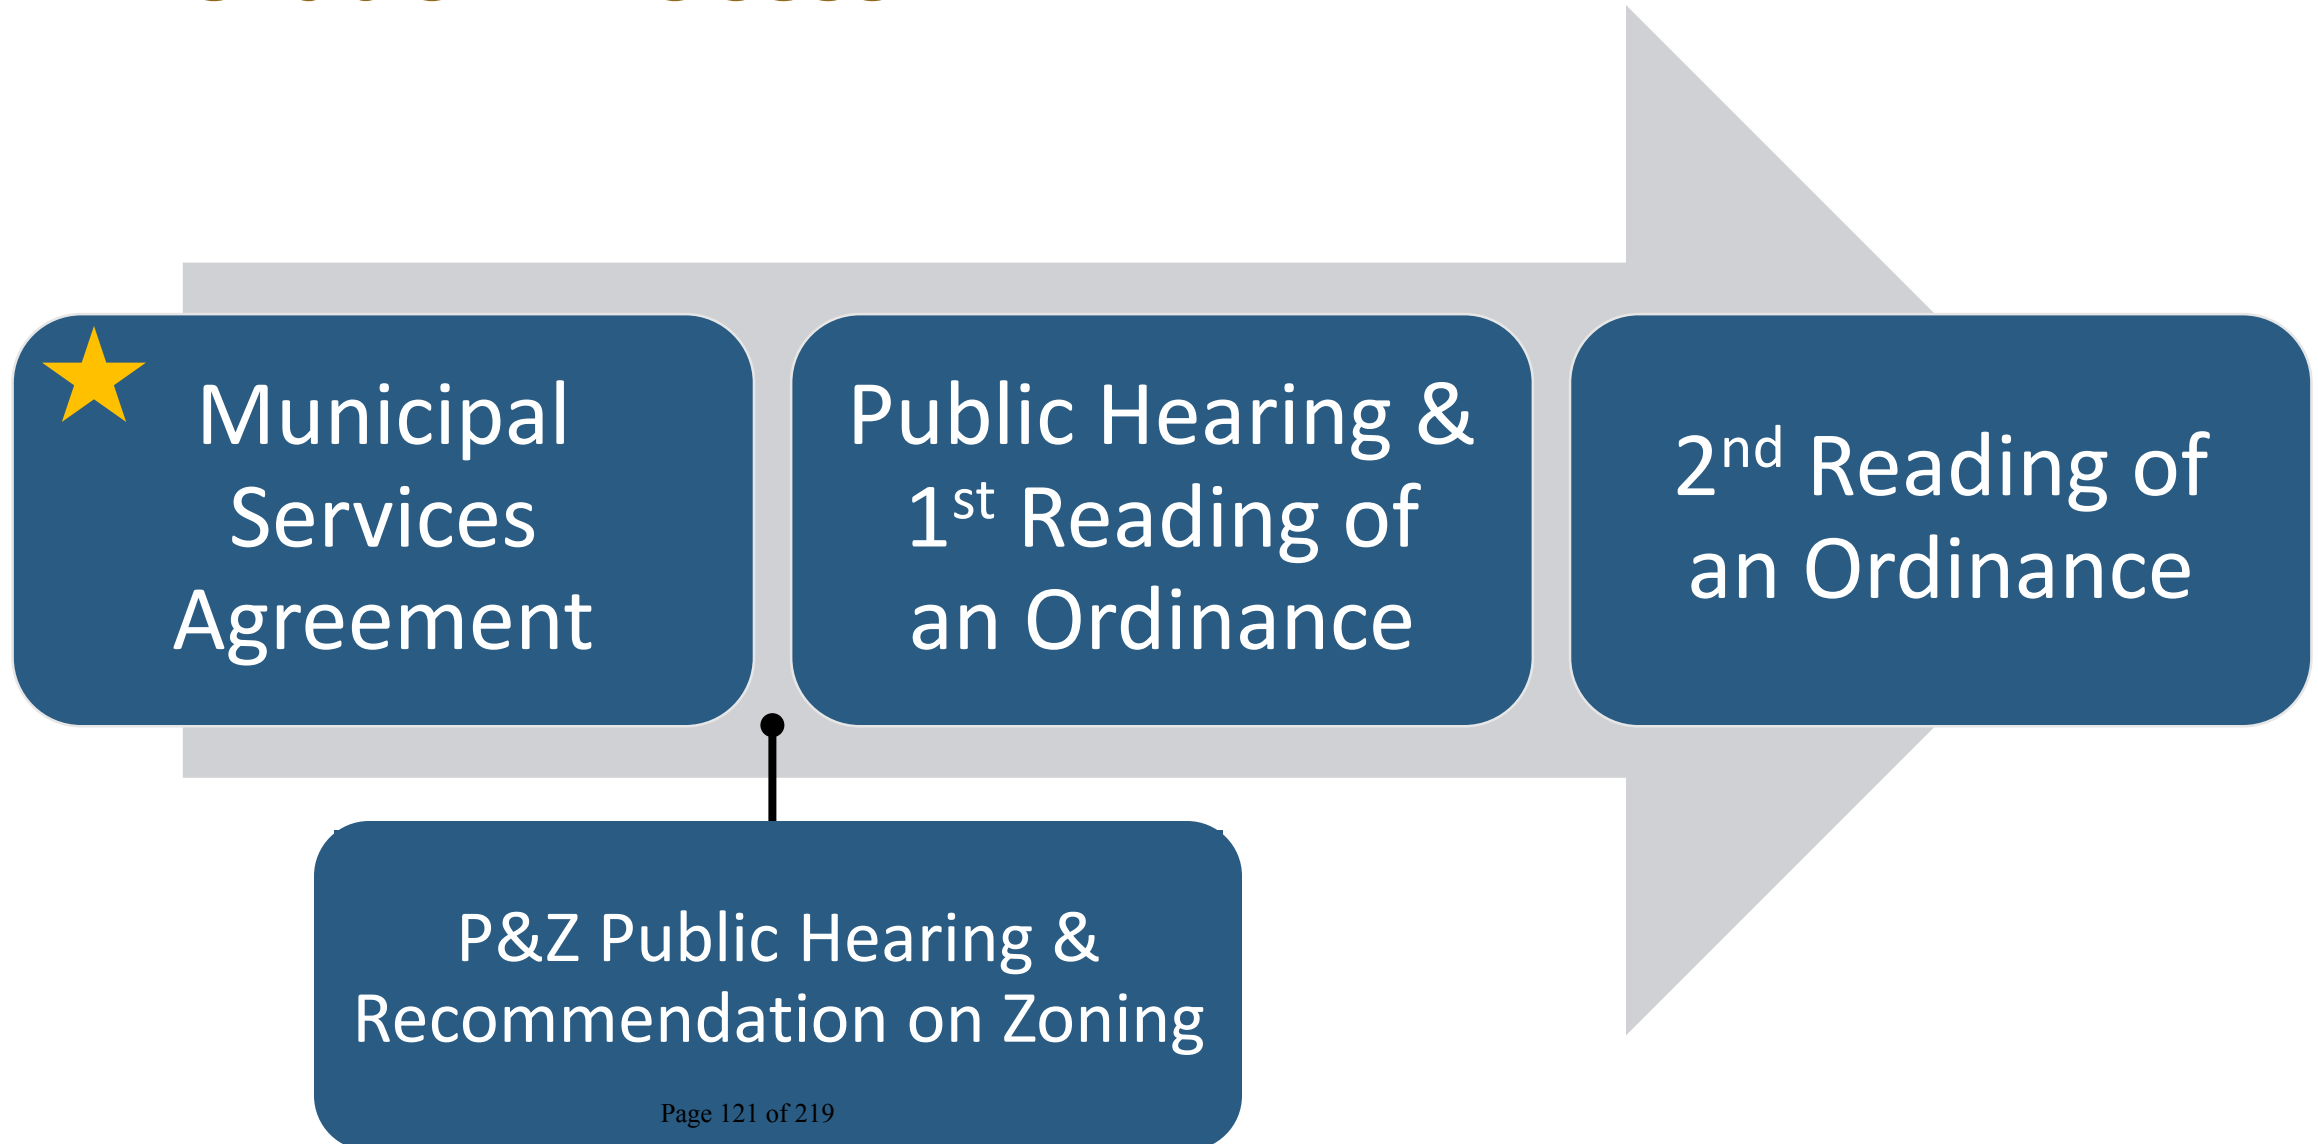 Municipal
Services
Agreement
Public Hearing &
1st Reading of
an Ordinance
2nd Reading of
an Ordinance
P&Z Public Hearing &
Recommendation on Zoning
Page 121 of 219